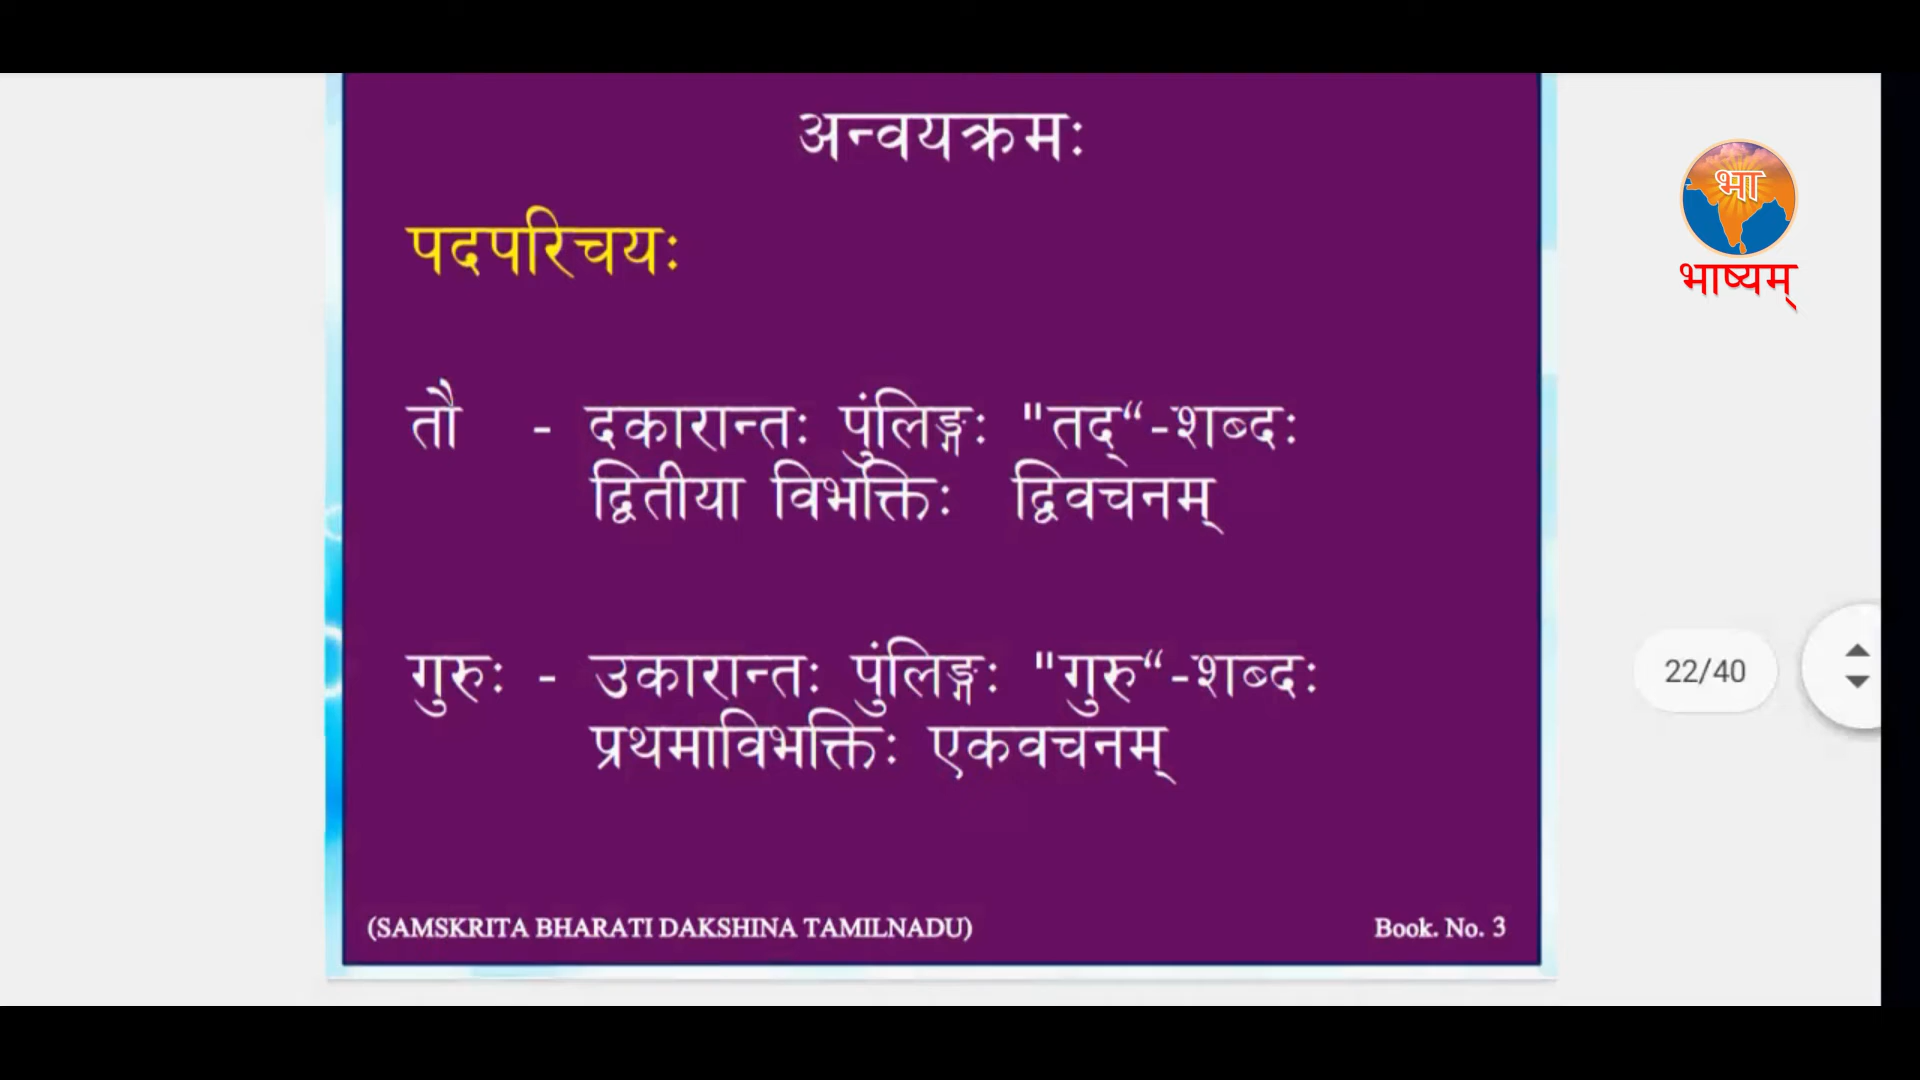 अन्वयक्रमः
पदपरिचयः
तौ - दकारान्तः पुंलिङ्गः "तद्“-शब्दः
द्वितीया विभक्तिः द्विवचनम्
गुरुः - उकारान्तः पुंलिङ्गः "गुरु“-शब्दः
प्रथमाविभक्तिः एकवचनम्
(SAMSKRITA BHARATI DAKSHINA TAMILNADU) Book. No. 3
भा
भाष्यम्
22/40